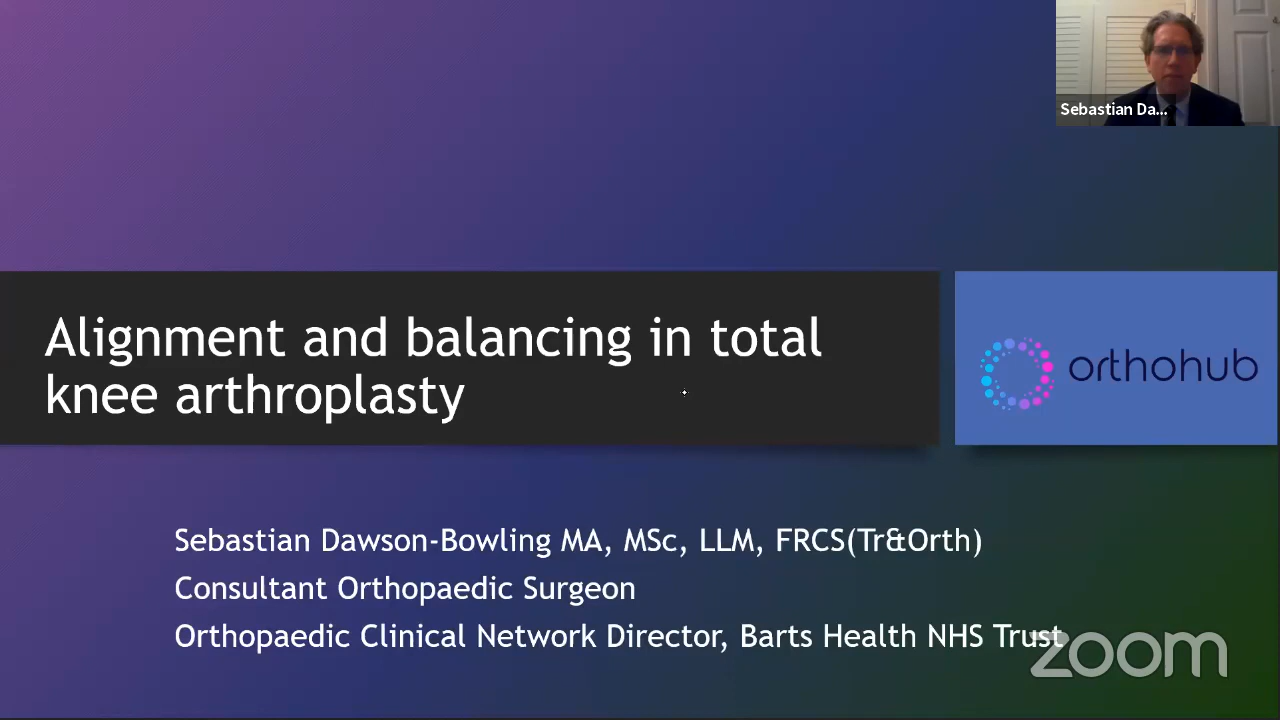 Sebastian Da...
Alignment and balancing in total
knee arthroplasty
orthohub
Sebastian Dawson-Bowling MA, MSc, LLM, FRCS(Tr&Orth)
Consultant Orthopaedic Surgeon
Orthopaedic Clinical Network Director, Barts Health NHS Trust
zoom